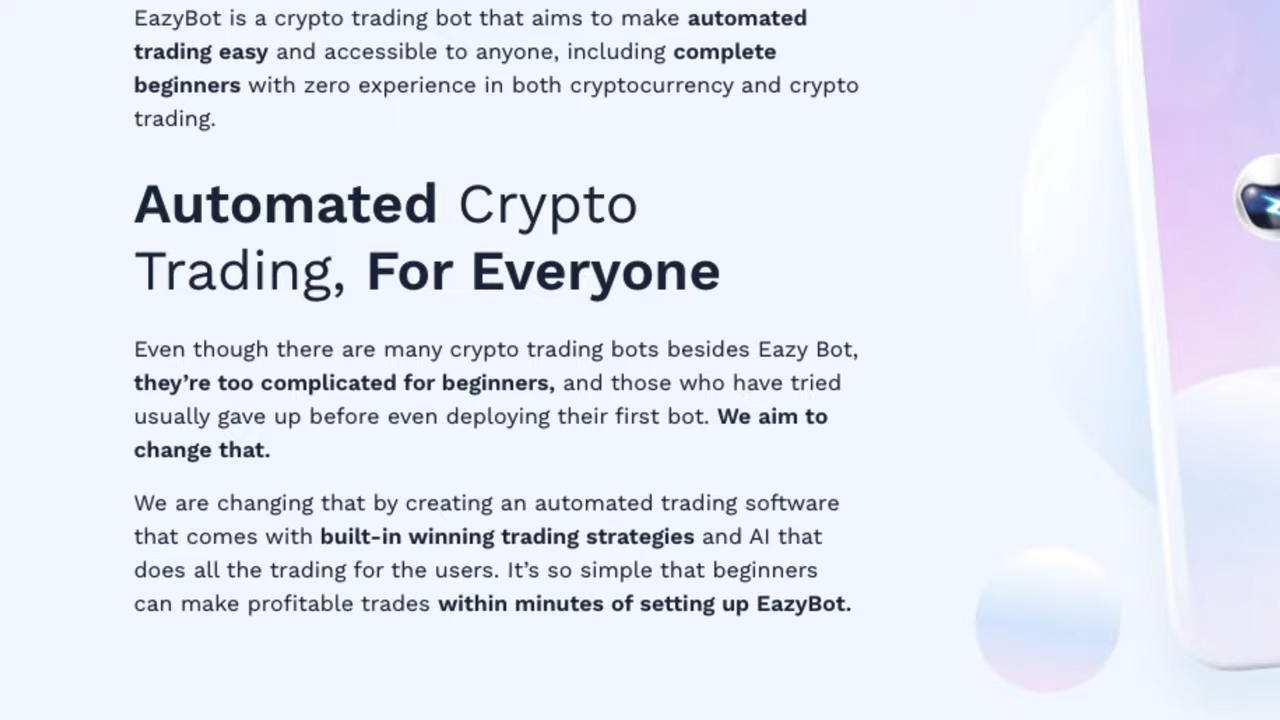 EazyBot is a crypto trading bot that aims to make automated
trading easy and accessible to anyone, including complete
beginners with zero experience in both cryptocurrency and crypto
trading.
Automated Crypto
Trading, For Everyone
Even though there are many crypto trading bots besides Eazy Bot,
they’re too complicated for beginners, and those who have tried
usually gave up before even deploying their first bot. We aim to
change that.
We are changing that by creating an automated trading software
that comes with built-in winning trading strategies and AI that
does all the trading for the users. It’s so simple that beginners
can make profitable trades within minutes of setting up EazyBot.